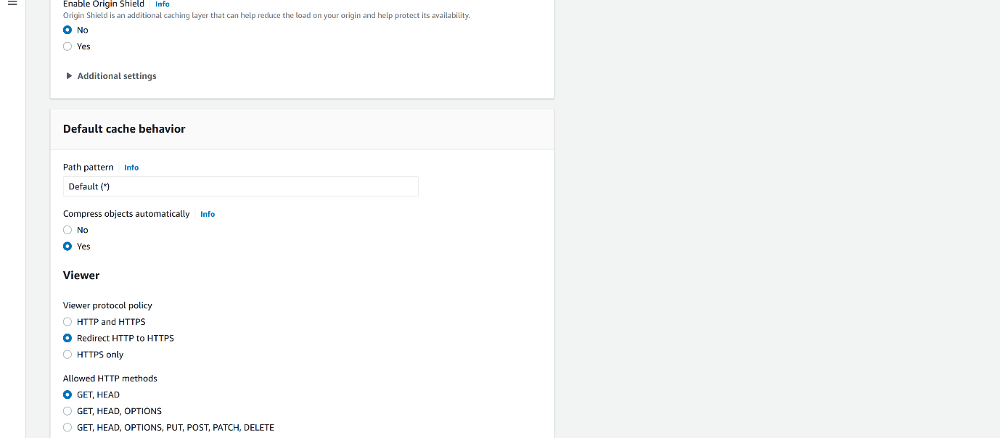 Enable Origin Shield Info
Origin Shield is an additional caching layer that can help reduce the load on your origin and help protect its availability.
No
Yes
Additional settings
Default cache behavior
Path pattern Info
Default (*)
Compress objects automatically Info
No
Yes
Viewer
Viewer protocol policy
HTTP and HTTPS
Redirect HTTP to HTTPS
HTTPS only
Allowed HTTP methods
GET, HEAD
GET, HEAD, OPTIONS
GET, HEAD, OPTIONS, PUT, POST, PATCH, DELETE